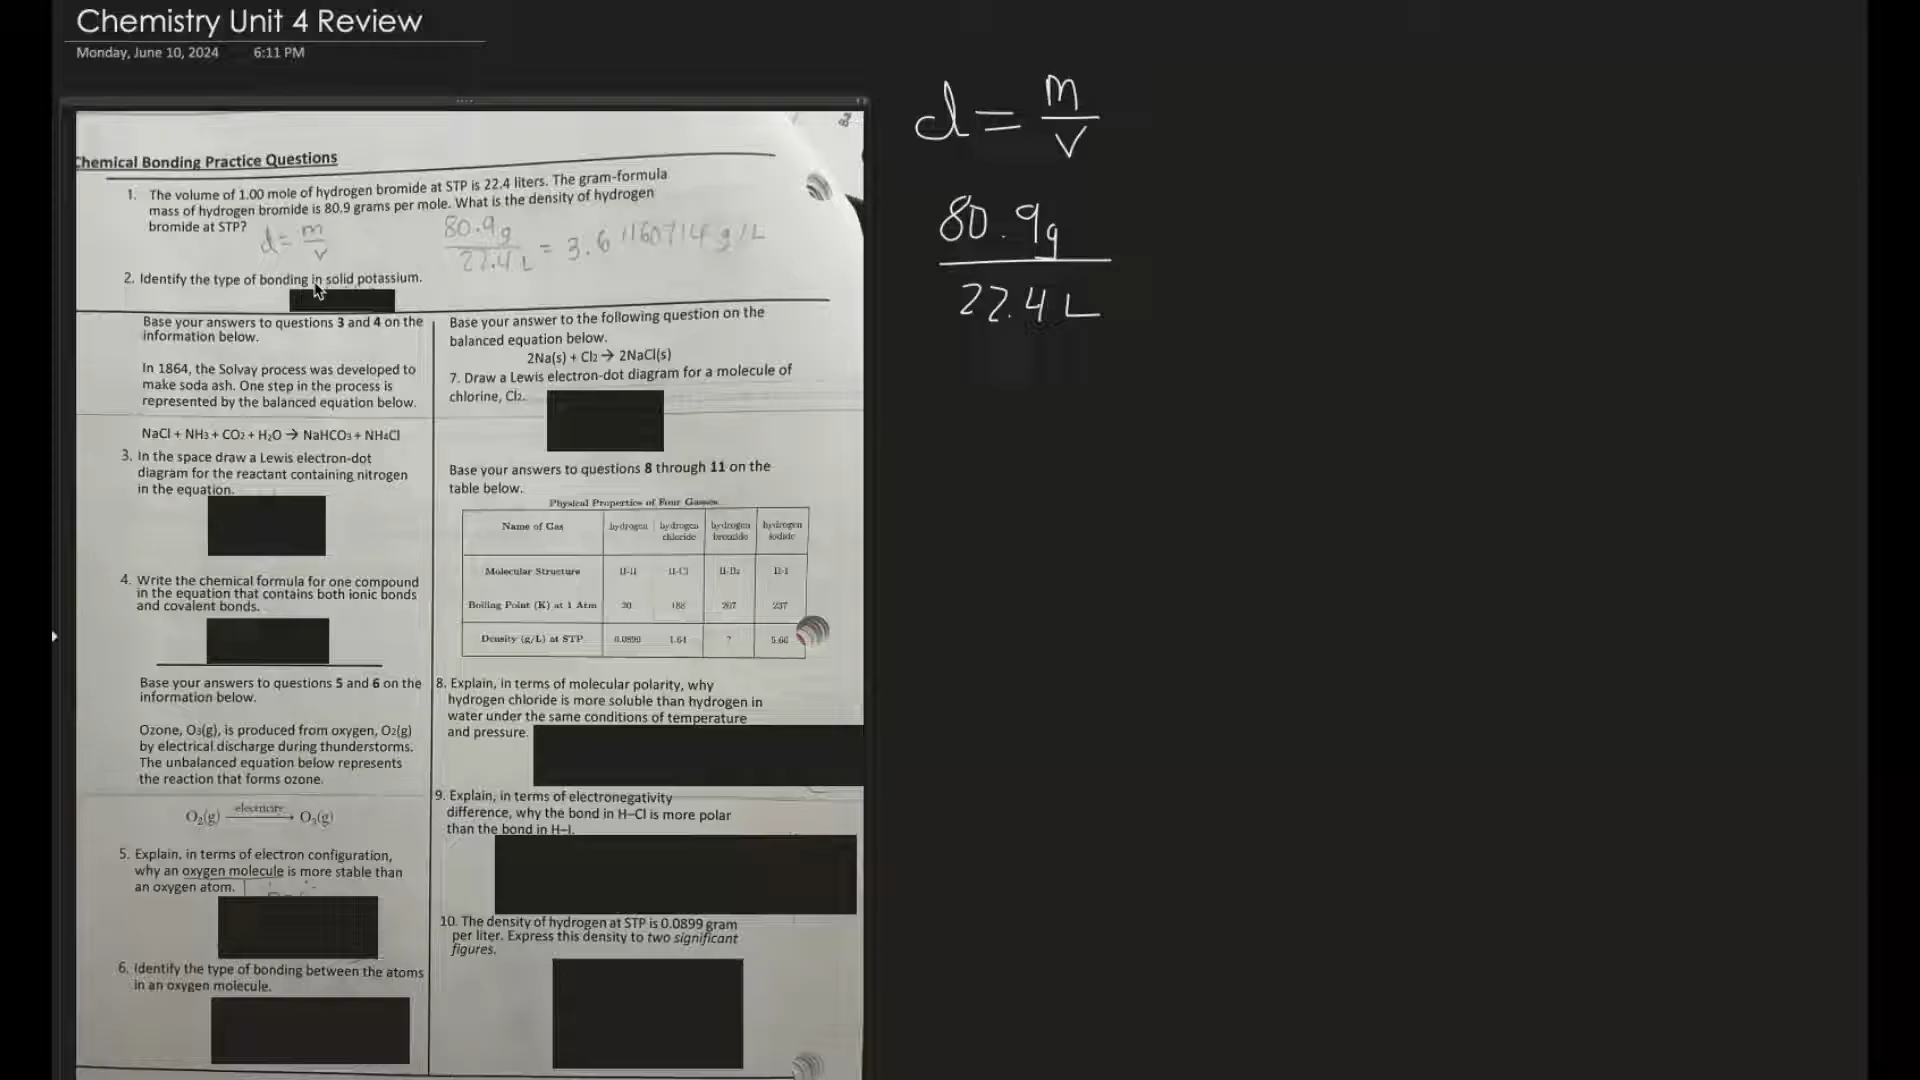 Chemistry Unit 4 Review
Monday, June 10, 2024 6:11 PM
Chemical Bonding Practice Questions
1. The volume of 1.00 mole of hydrogen bromide at STP is 22.4 liters. The gram-formula
mass of hydrogen bromide is 80.9 grams per mole. What is the density of hydrogen
bromide at STP?
d = m
v
80.9g
22.4 L
= 3.61160714 g/L
2. Identify the type of bonding in solid potassium.
Base your answers to questions 3 and 4 on the
information below.
In 1864, the Solvay process was developed to
make soda ash. One step in the process is
represented by the balanced equation below.
NaCl + NH3 + CO2 + H2O → NaHCO3 + NH4Cl
3. In the space draw a Lewis electron-dot
diagram for the reactant containing nitrogen
in the equation.
4. Write the chemical formula for one compound
in the equation that contains both ionic bonds
and covalent bonds.
Base your answers to questions 5 and 6 on the
information below.
Ozone, O3(g), is produced from oxygen, O2(g)
by electrical discharge during thunderstorms.
The unbalanced equation below represents
the reaction that forms ozone.
O2(g) electricity → O3(g)
5. Explain, in terms of electron configuration,
why an oxygen molecule is more stable than
an oxygen atom.
6. Identify the type of bonding between the atoms
in an oxygen molecule.
Base your answer to the following question on the
balanced equation below.
2Na(s) + Cl2 → 2NaCl(s)
7. Draw a Lewis electron-dot diagram for a molecule of
chlorine, Cl2.
Base your answers to questions 8 through 11 on the
table below.
Physical Properties of Four Gases
Name of Gas hydrogen hydrogen chloride hydrogen bromide hydrogen iodide
Molecular Structure H-H H-Cl H-Br H-I
Boiling Point (K) at 1 Atm 20 188 207 237
Density (g/L) at STP 0.0899 1.64 ? 5.66
8. Explain, in terms of molecular polarity, why
hydrogen chloride is more soluble than hydrogen in
water under the same conditions of temperature
and pressure.
9. Explain, in terms of electronegativity
difference, why the bond in H–Cl is more polar
than the bond in H–I.
10. The density of hydrogen at STP is 0.0899 gram
per liter. Express this density to two significant
figures.
d = m
v
80.9g
22.4 L